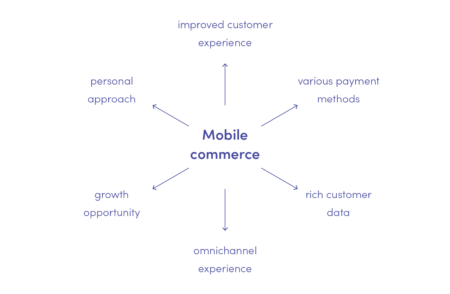 improved customer
experience
personal
approach
various payment
methods
Mobile
commerce
growth
opportunity
rich customer
data
omnichannel
experience